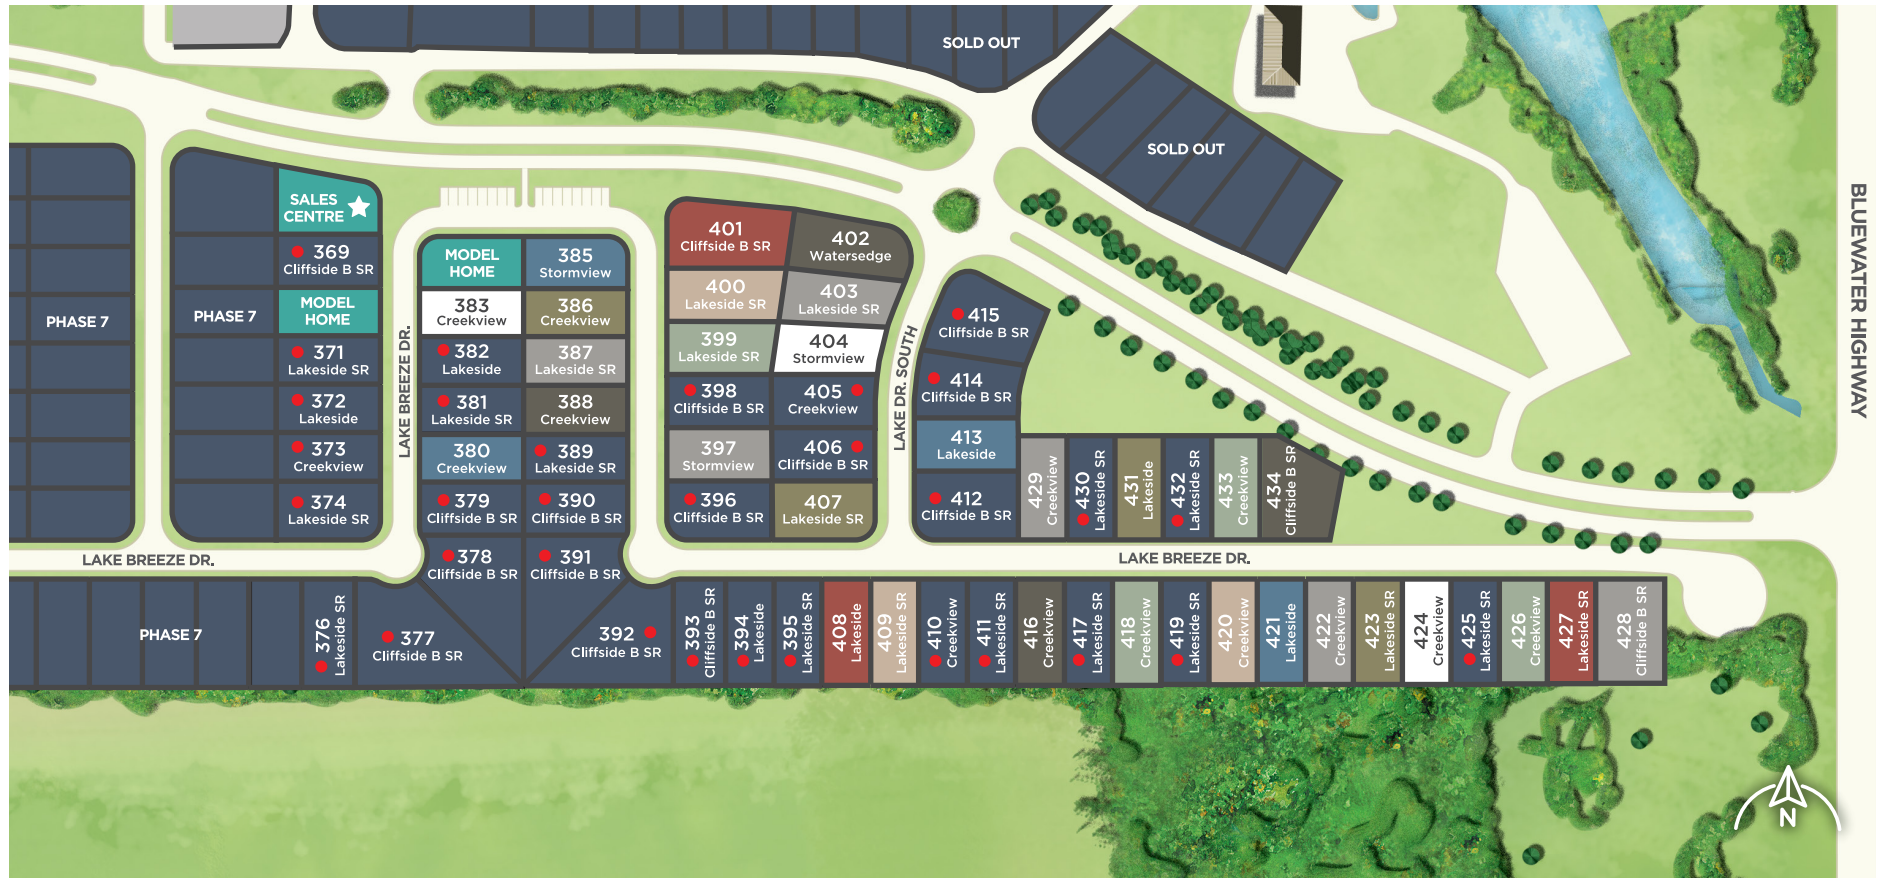 SOLD OUT
SOLD OUT
BLUEWATER HIGHWAY
PHASE 7
PHASE 7
SALES
CENTRE
369
Cliffside B SR
MODEL
HOME
371
Lakeside SR
372
Lakeside
373
Creekview
374
Lakeside SR
LAKE BREEZE DR.
MODEL
HOME
385
Stormview
383
Creekview
386
Creekview
382
Lakeside
387
Lakeside SR
381
Lakeside SR
388
Creekview
380
Creekview
389
Lakeside SR
379
Cliffside B SR
390
Cliffside B SR
378
Cliffside B SR
391
Cliffside B SR
401
Cliffside B SR
402
Watersedge
400
Lakeside SR
403
Lakeside SR
399
Lakeside SR
404
Stormview
398
Cliffside B SR
405
Creekview
397
Stormview
406
Cliffside B SR
396
Cliffside B SR
407
Lakeside SR
LAKE DR. SOUTH
415
Cliffside B SR
414
Cliffside B SR
413
Lakeside
412
Cliffside B SR
429
Creekview
430
Lakeside SR
431
Lakeside
432
Lakeside SR
433
Creekview
434
Cliffside B SR
LAKE BREEZE DR.
LAKE BREEZE DR.
PHASE 7
376
Lakeside SR
377
Cliffside B SR
392
Cliffside B SR
393
Cliffside B SR
394
Lakeside
395
Lakeside SR
408
Lakeside
409
Lakeside SR
410
Creekview
411
Lakeside SR
416
Creekview
417
Lakeside SR
418
Creekview
419
Lakeside SR
420
Creekview
421
Lakeside
422
Creekview
423
Lakeside SR
424
Creekview
425
Lakeside SR
426
Creekview
427
Lakeside SR
428
Cliffside B SR
N